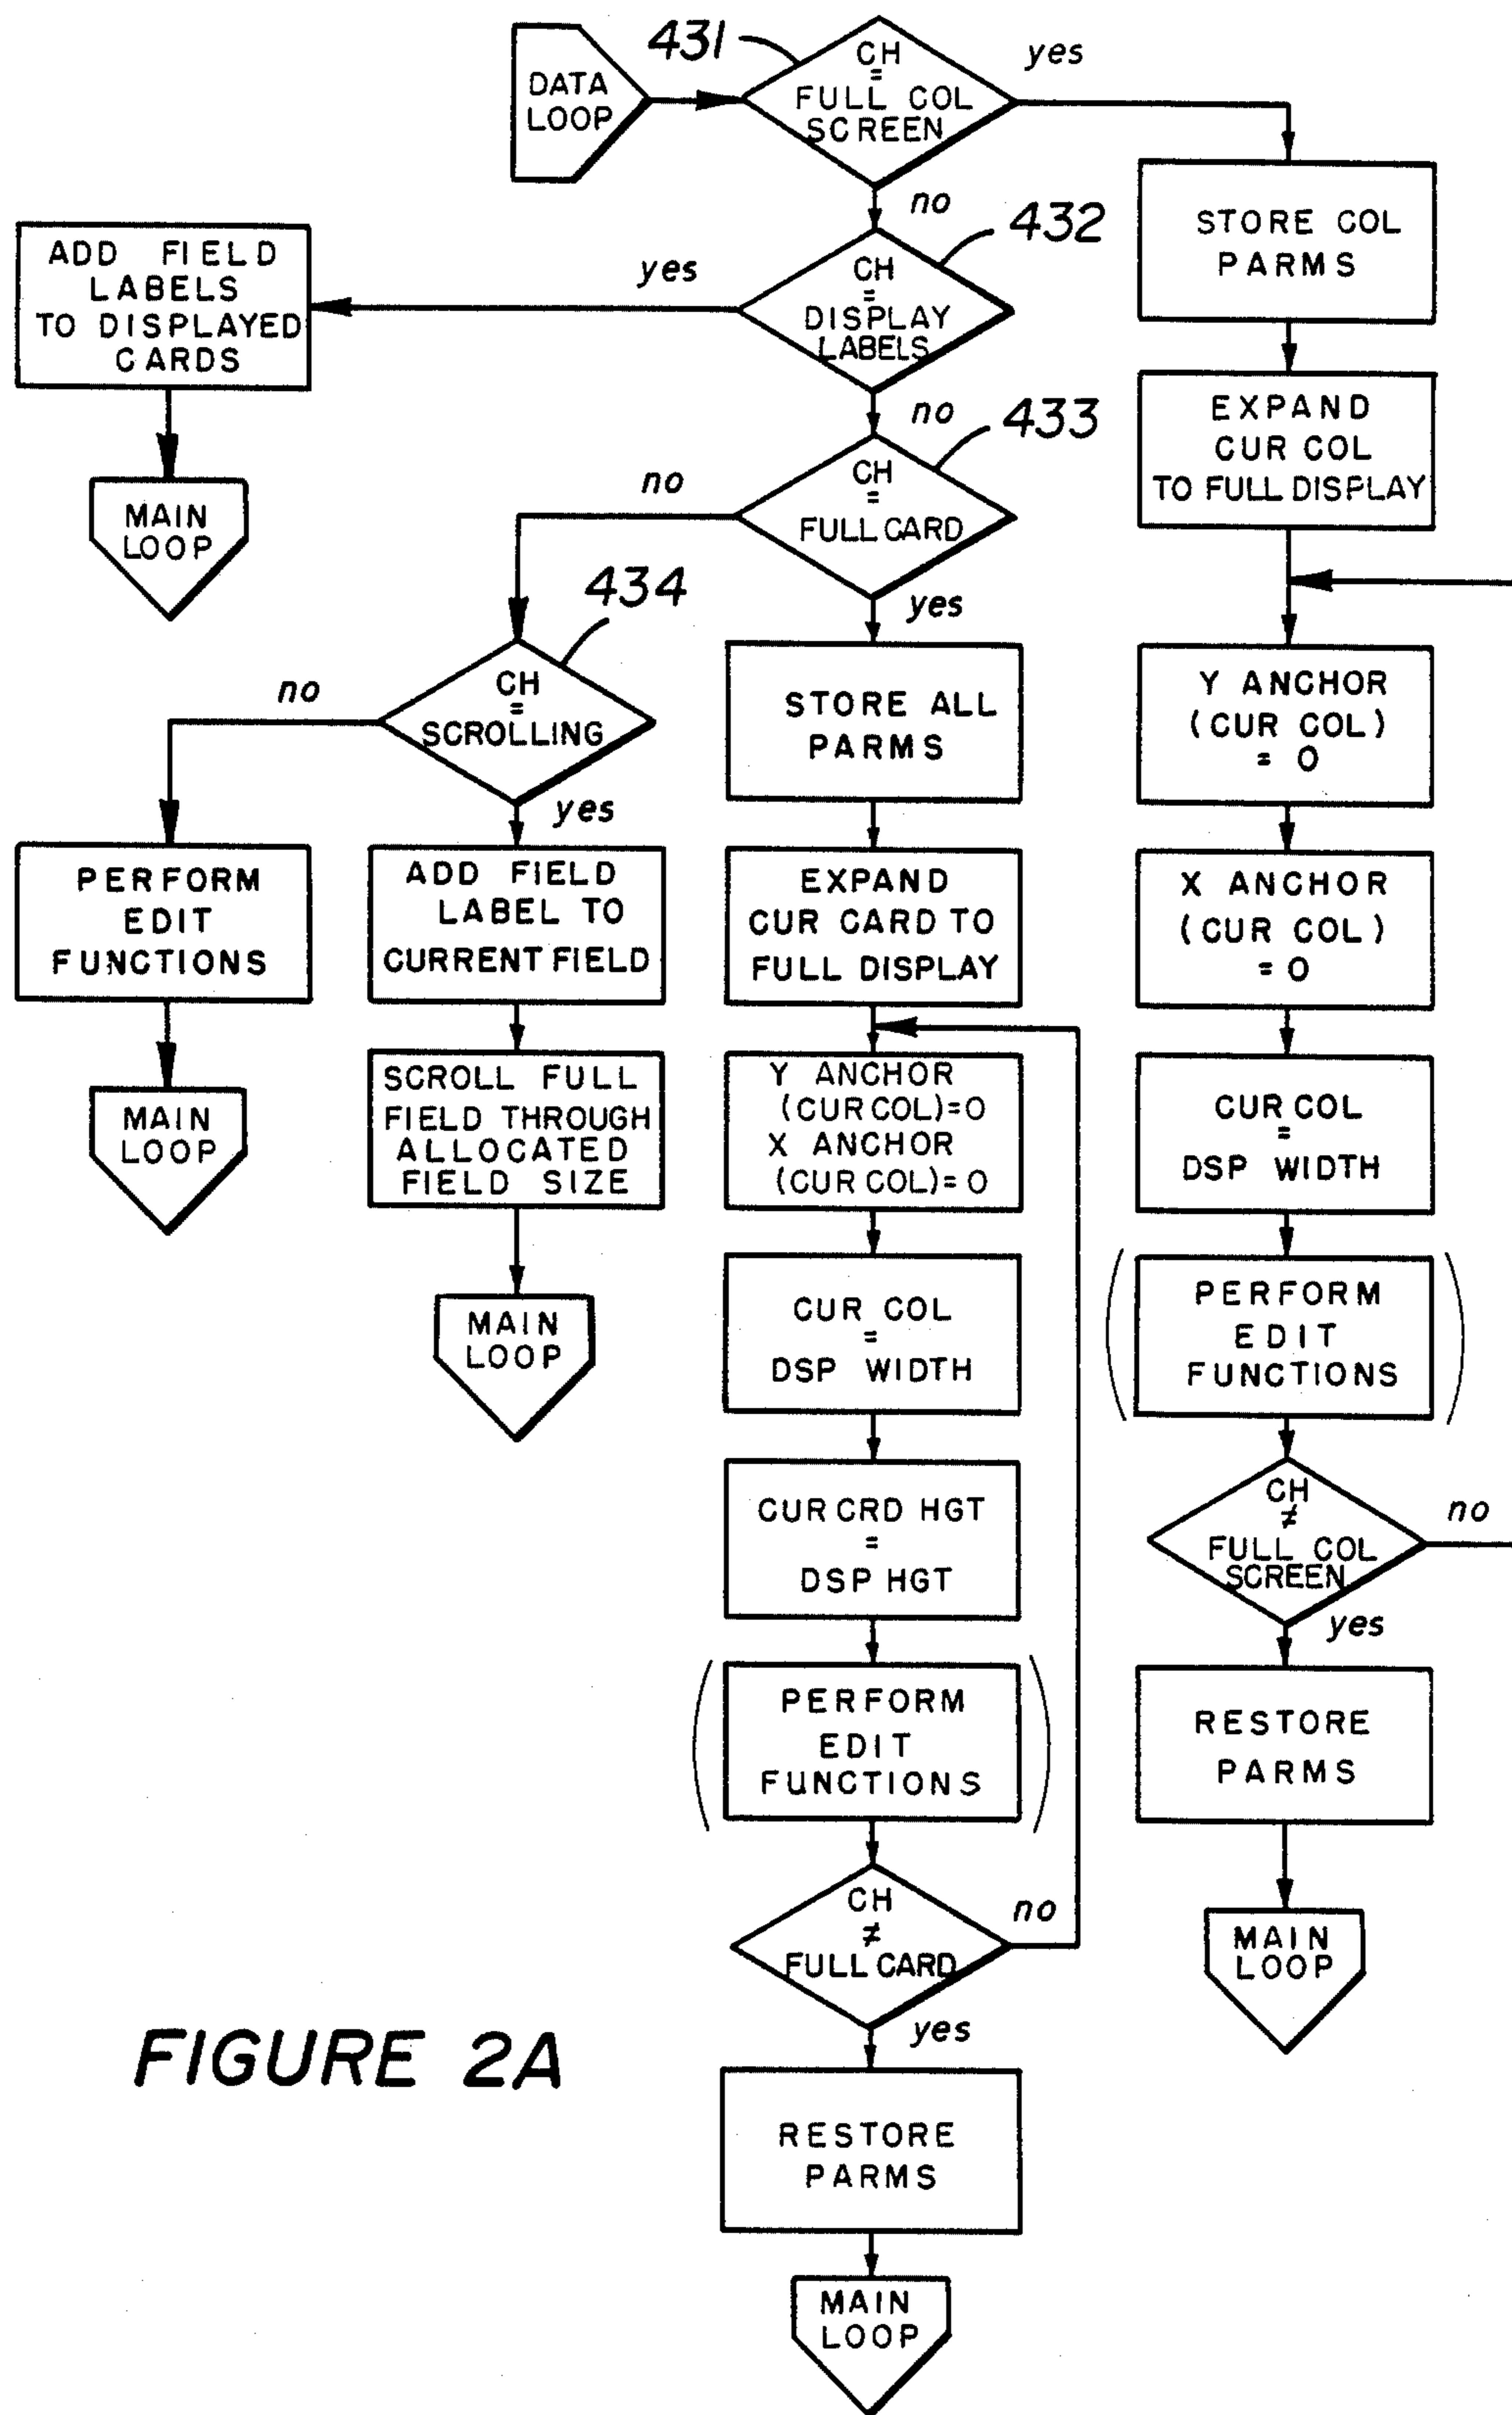 DATA
LOOP
431
CH
=
FULL COL
SCREEN
yes
no
STORE COL
PARMS
432
CH
=
DISPLAY
LABELS
yes
no
ADD FIELD
LABELS
TO DISPLAYED
CARDS
MAIN
LOOP
EXPAND
CUR COL
TO FULL DISPLAY
433
CH
=
FULL CARD
no
yes
434
CH
=
SCROLLING
no
yes
STORE ALL
PARMS
Y ANCHOR
(CUR COL)
= 0
PERFORM
EDIT
FUNCTIONS
MAIN
LOOP
ADD FIELD
LABEL TO
CURRENT FIELD
SCROLL FULL
FIELD THROUGH
ALLOCATED
FIELD SIZE
MAIN
LOOP
EXPAND
CUR CARD TO
FULL DISPLAY
Y ANCHOR
(CUR COL)=0
X ANCHOR
(CUR COL)=0
CUR COL
=
DSP WIDTH
CUR CRD HGT
=
DSP HGT
PERFORM
EDIT
FUNCTIONS
CH
≠
FULL CARD
no
yes
RESTORE
PARMS
MAIN
LOOP
X ANCHOR
(CUR COL)
=0
CUR COL
=
DSP WIDTH
PERFORM
EDIT
FUNCTIONS
CH
≠
FULL COL
SCREEN
no
yes
RESTORE
PARMS
MAIN
LOOP
FIGURE 2A